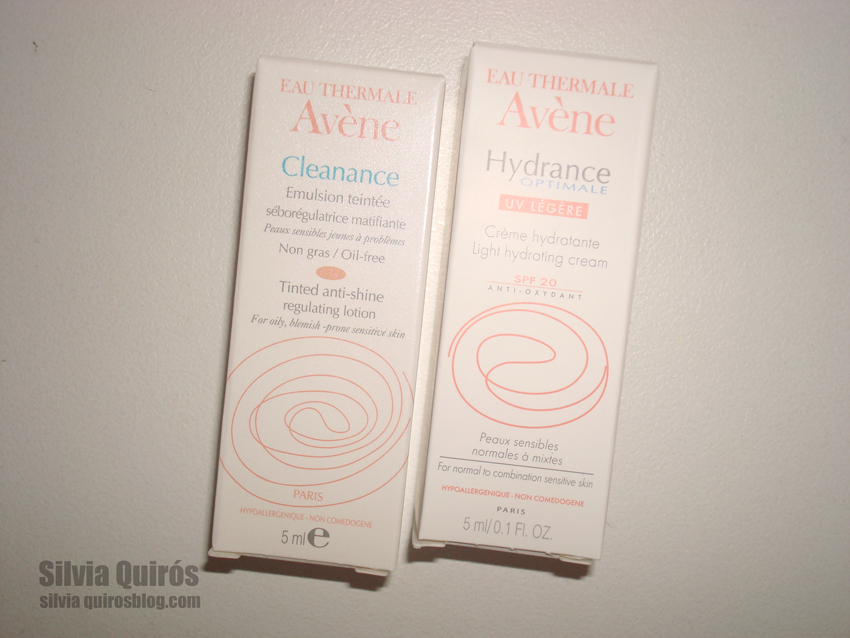 EAU THERMALE
Avène
Cleanance
Emulsion teintée
séborégulatrice matifiante
Peaux sensibles jeunes à problèmes
Non gras / Oil-free
Tinted anti-shine
regulating lotion
For oily, blemish-prone sensitive skin
PARIS
HYPOALLERGENIQUE - NON COMEDOGENE
5 ml e
EAU THERMALE
Avène
Hydrance
OPTIMALE
UV LÉGÈRE
Crème hydratante
Light hydrating cream
SPF 20
ANTI-OXYDANT
Peaux sensibles
normales à mixtes
For normal to combination sensitive skin
HYPOALLERGENIQUE - NON COMEDOGENE
PARIS
5 ml/0.1 Fl. OZ.
Silvia Quirós
silvia quirosblog.com